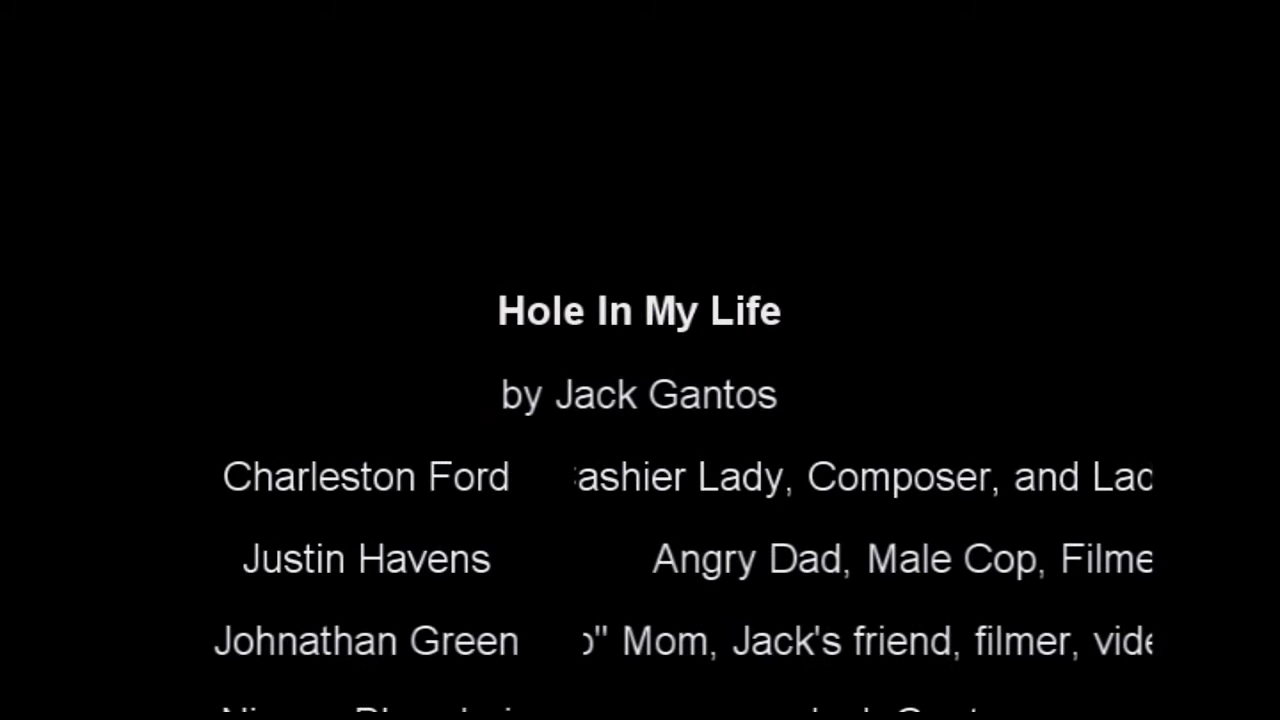 Hole In My Life
by Jack Gantos
Charleston Ford ashier Lady, Composer, and Lad
Justin Havens Angry Dad, Male Cop, Filme
Johnathan Green " Mom, Jack's friend, filmer, vide